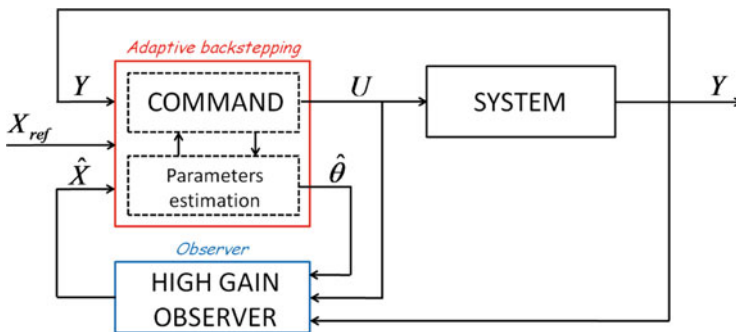 Adaptive backstepping
Y
COMMAND
U
SYSTEM
Y
X_ref
X̂
Parameters
estimation
θ̂
Observer
HIGH GAIN
OBSERVER